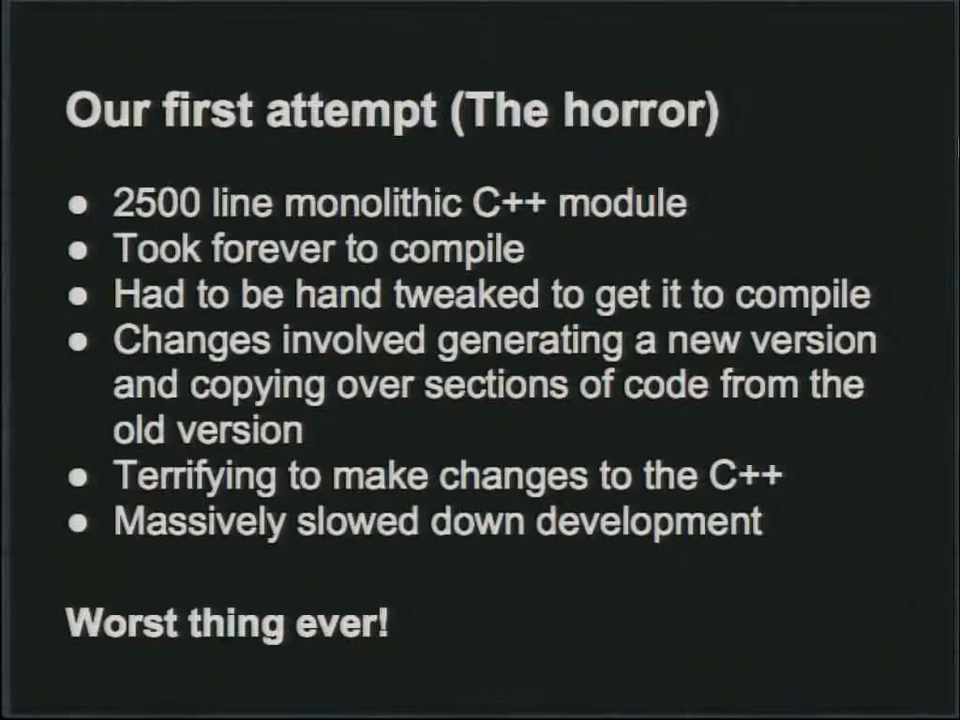 Our first attempt (The horror)
● 2500 line monolithic C++ module
● Took forever to compile
● Had to be hand tweaked to get it to compile
● Changes involved generating a new version
and copying over sections of code from the
old version
● Terrifying to make changes to the C++
● Massively slowed down development
Worst thing ever!